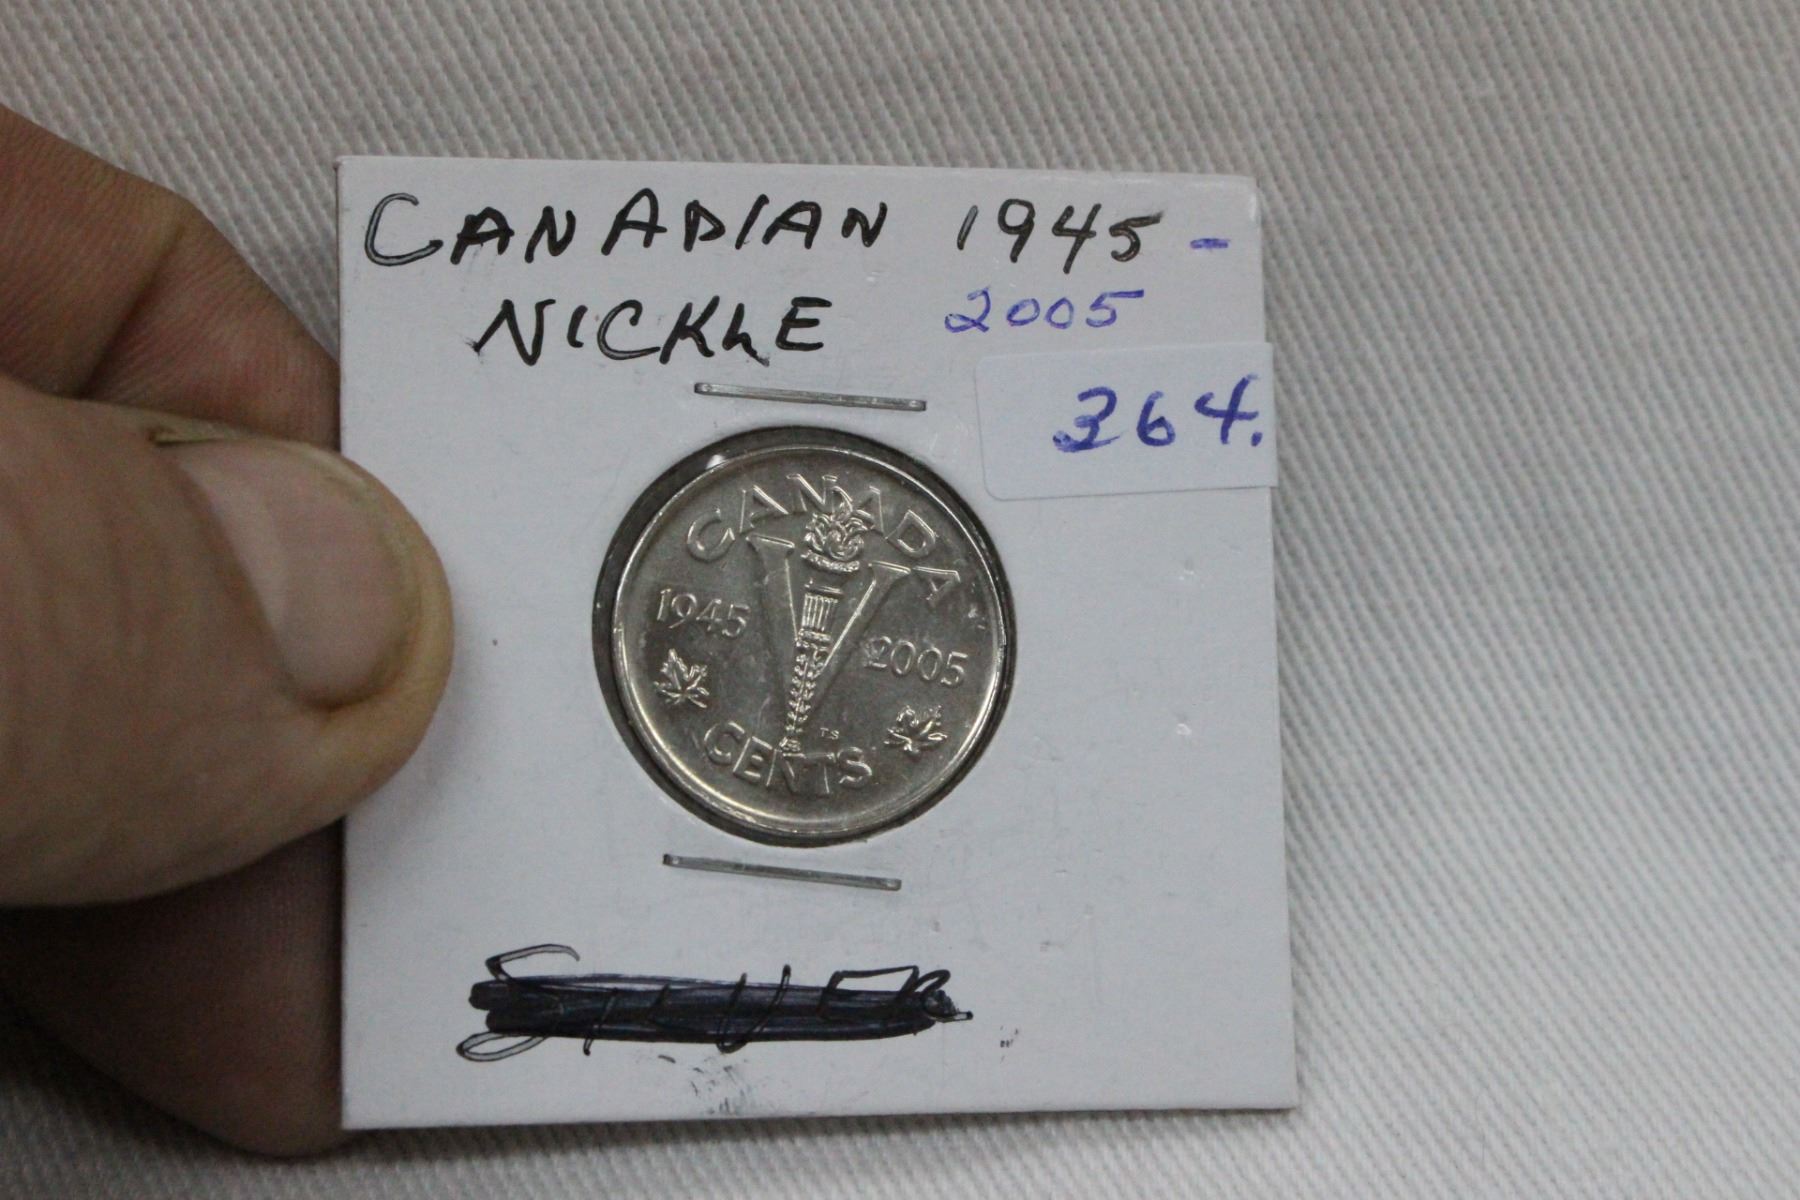 CANADIAN 1945 -
NICKLE 2005
364.
CANADA
1945
2005
T.S
CENTS
SILVER